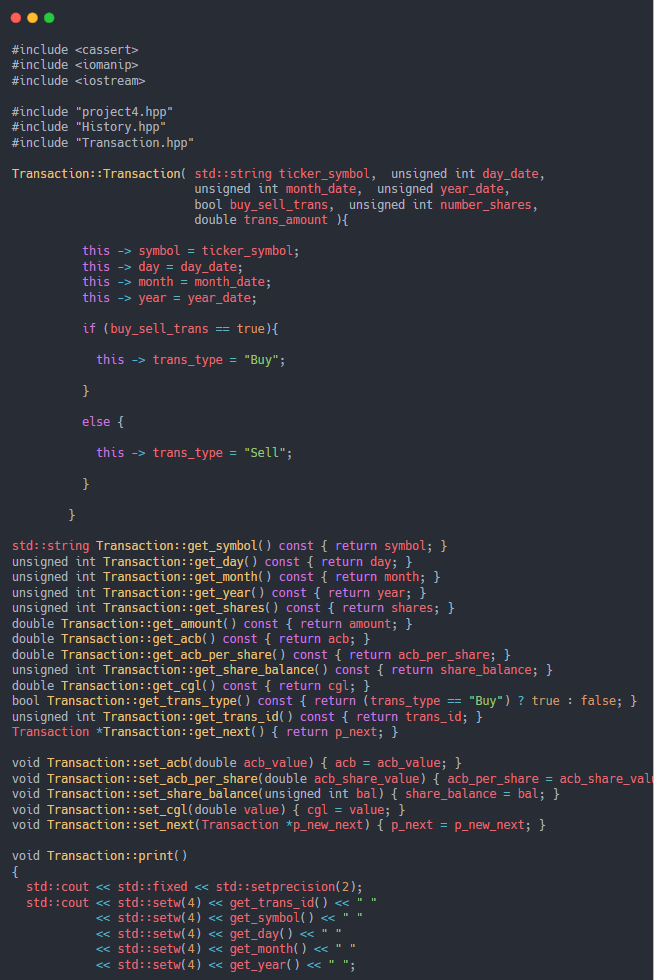 #include <cassert>
#include <iomanip>
#include <iostream>

#include "project4.hpp"
#include "History.hpp"
#include "Transaction.hpp"

Transaction::Transaction( std::string ticker_symbol,  unsigned int day_date,
                          unsigned int month_date,  unsigned year_date,
                          bool buy_sell_trans,  unsigned int number_shares,
                          double trans_amount ){

          this -> symbol = ticker_symbol;
          this -> day = day_date;
          this -> month = month_date;
          this -> year = year_date;

          if (buy_sell_trans == true){

            this -> trans_type = "Buy";

          }

          else {

            this -> trans_type = "Sell";

          }

        }

std::string Transaction::get_symbol() const { return symbol; }
unsigned int Transaction::get_day() const { return day; }
unsigned int Transaction::get_month() const { return month; }
unsigned int Transaction::get_year() const { return year; }
unsigned int Transaction::get_shares() const { return shares; }
double Transaction::get_amount() const { return amount; }
double Transaction::get_acb() const { return acb; }
double Transaction::get_acb_per_share() const { return acb_per_share; }
unsigned int Transaction::get_share_balance() const { return share_balance; }
double Transaction::get_cgl() const { return cgl; }
bool Transaction::get_trans_type() const { return (trans_type == "Buy") ? true : false; }
unsigned int Transaction::get_trans_id() const { return trans_id; }
Transaction *Transaction::get_next() { return p_next; }

void Transaction::set_acb(double acb_value) { acb = acb_value; }
void Transaction::set_acb_per_share(double acb_share_value) { acb_per_share =
void Transaction::set_share_balance(unsigned int bal) { share_balance = bal; }
void Transaction::set_cgl(double value) { cgl = value; }
void Transaction::set_next(Transaction *p_new_next) { p_next = p_new_next; }

void Transaction::print()
{
  std::cout << std::fixed << std::setprecision(2);
  std::cout << std::setw(4) << get_trans_id() << " "
            << std::setw(4) << get_symbol() << " "
            << std::setw(4) << get_day() << " "
            << std::setw(4) << get_month() << " "
            << std::setw(4) << get_year() << " ";